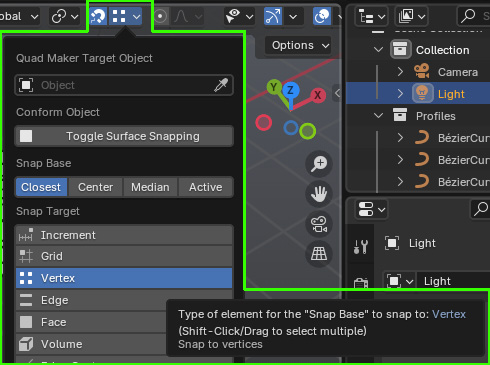 obal
Options
Quad Maker Target Object
Object
Conform Object
Toggle Surface Snapping
Snap Base
Closest
Center
Median
Active
Snap Target
Increment
Grid
Vertex
Edge
Face
Volume
Y
Z
X
Collection
Camera
Light
Profiles
BézierCur
BézierCur
BézierCur
Light
Light
Type of element for the "Snap Base" to snap to: Vertex
(Shift-Click/Drag to select multiple)
Snap to vertices